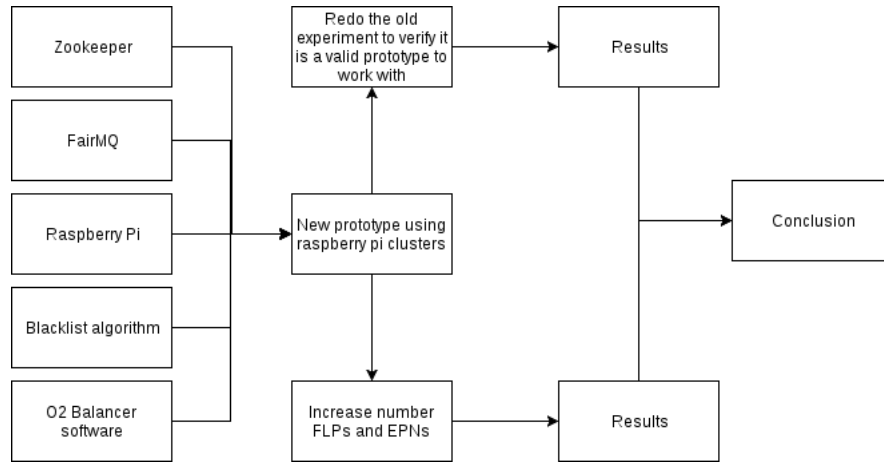 Zookeeper
FairMQ
Raspberry Pi
Blacklist algorithm
O2 Balancer
software
Redo the old
experiment to verify it
is a valid prototype to
work with
New prototype using
raspberry pi clusters
Increase number
FLPs and EPNs
Results
Results
Conclusion